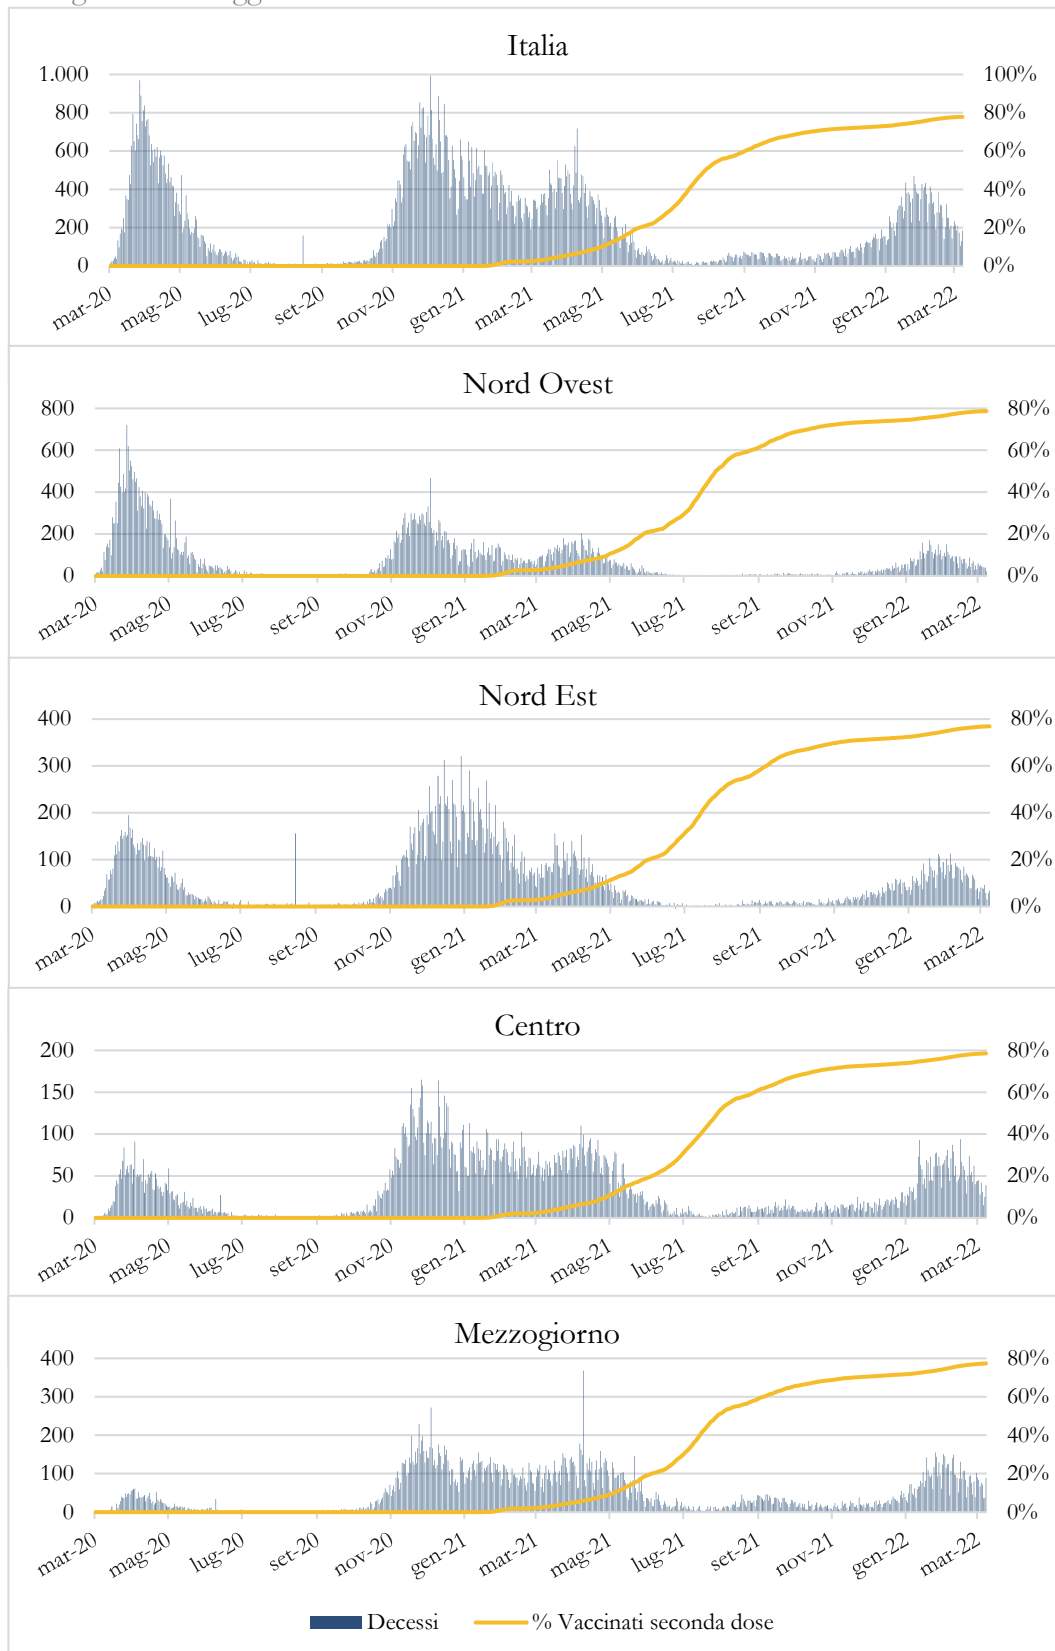 Italia
1.000 100%
800 80%
600 60%
400 40%
200 20%
0 0%
mar-20 mag-20 lug-20 set-20 nov-20 gen-21 mar-21 mag-21 lug-21 set-21 nov-21 gen-22 mar-22
Nord Ovest
800 80%
600 60%
400 40%
200 20%
0 0%
mar-20 mag-20 lug-20 set-20 nov-20 gen-21 mar-21 mag-21 lug-21 set-21 nov-21 gen-22 mar-22
Nord Est
400 80%
300 60%
200 40%
100 20%
0 0%
mar-20 mag-20 lug-20 set-20 nov-20 gen-21 mar-21 mag-21 lug-21 set-21 nov-21 gen-22 mar-22
Centro
200 80%
150 60%
100 40%
50 20%
0 0%
mar-20 mag-20 lug-20 set-20 nov-20 gen-21 mar-21 mag-21 lug-21 set-21 nov-21 gen-22 mar-22
Mezzogiorno
400 80%
300 60%
200 40%
100 20%
0 0%
mar-20 mag-20 lug-20 set-20 nov-20 gen-21 mar-21 mag-21 lug-21 set-21 nov-21 gen-22 mar-22
Decessi % Vaccinati seconda dose